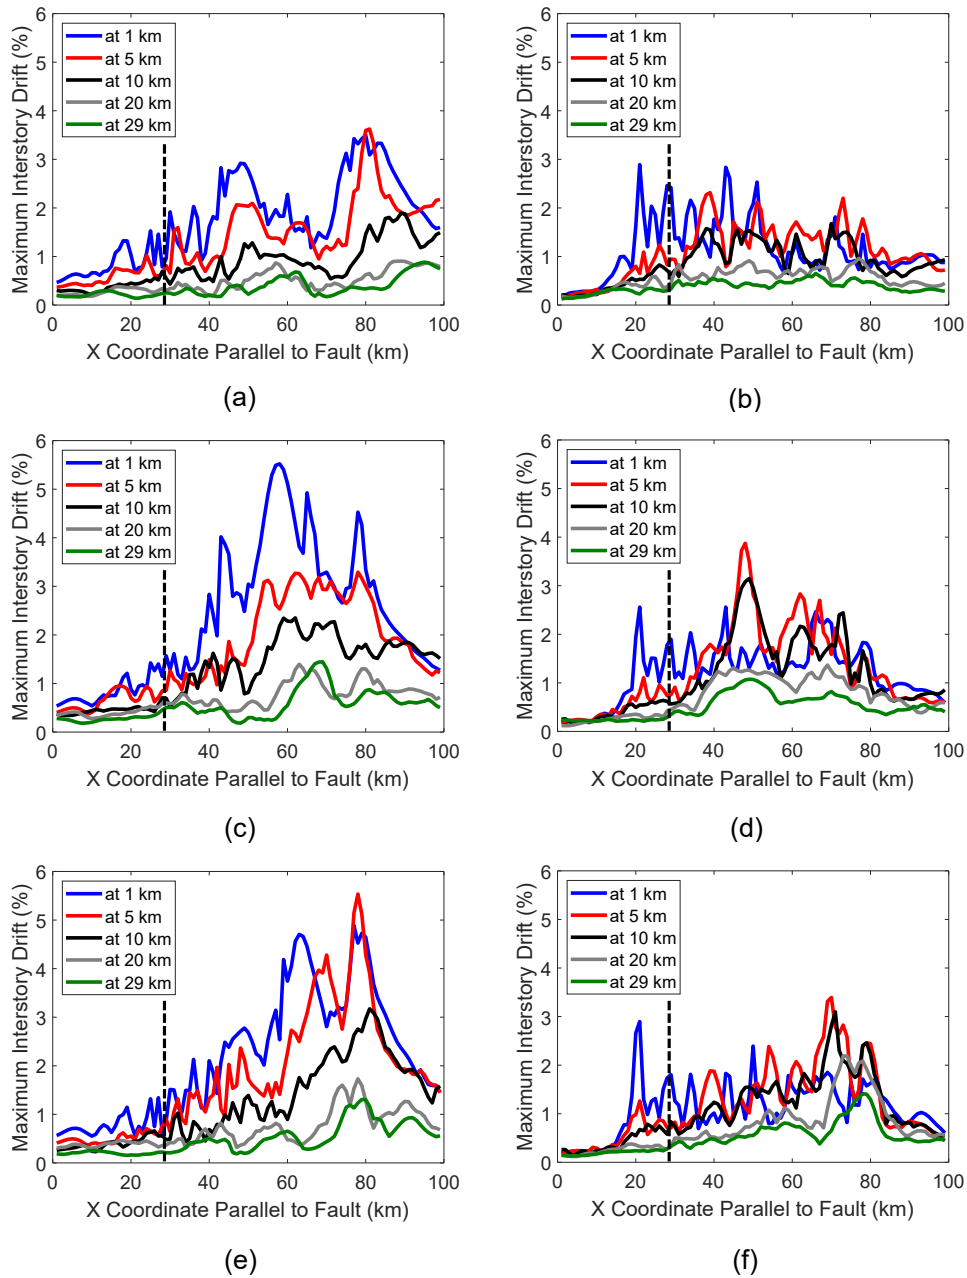 Maximum Interstory Drift (%)
6
5
4
3
2
1
0
at 1 km
at 5 km
at 10 km
at 20 km
at 29 km
0 20 40 60 80 100
X Coordinate Parallel to Fault (km)
(a)
Maximum Interstory Drift (%)
6
5
4
3
2
1
0
at 1 km
at 5 km
at 10 km
at 20 km
at 29 km
0 20 40 60 80 100
X Coordinate Parallel to Fault (km)
(b)
Maximum Interstory Drift (%)
6
5
4
3
2
1
0
at 1 km
at 5 km
at 10 km
at 20 km
at 29 km
0 20 40 60 80 100
X Coordinate Parallel to Fault (km)
(c)
Maximum Interstory Drift (%)
6
5
4
3
2
1
0
at 1 km
at 5 km
at 10 km
at 20 km
at 29 km
0 20 40 60 80 100
X Coordinate Parallel to Fault (km)
(d)
Maximum Interstory Drift (%)
6
5
4
3
2
1
0
at 1 km
at 5 km
at 10 km
at 20 km
at 29 km
0 20 40 60 80 100
X Coordinate Parallel to Fault (km)
(e)
Maximum Interstory Drift (%)
6
5
4
3
2
1
0
at 1 km
at 5 km
at 10 km
at 20 km
at 29 km
0 20 40 60 80 100
X Coordinate Parallel to Fault (km)
(f)